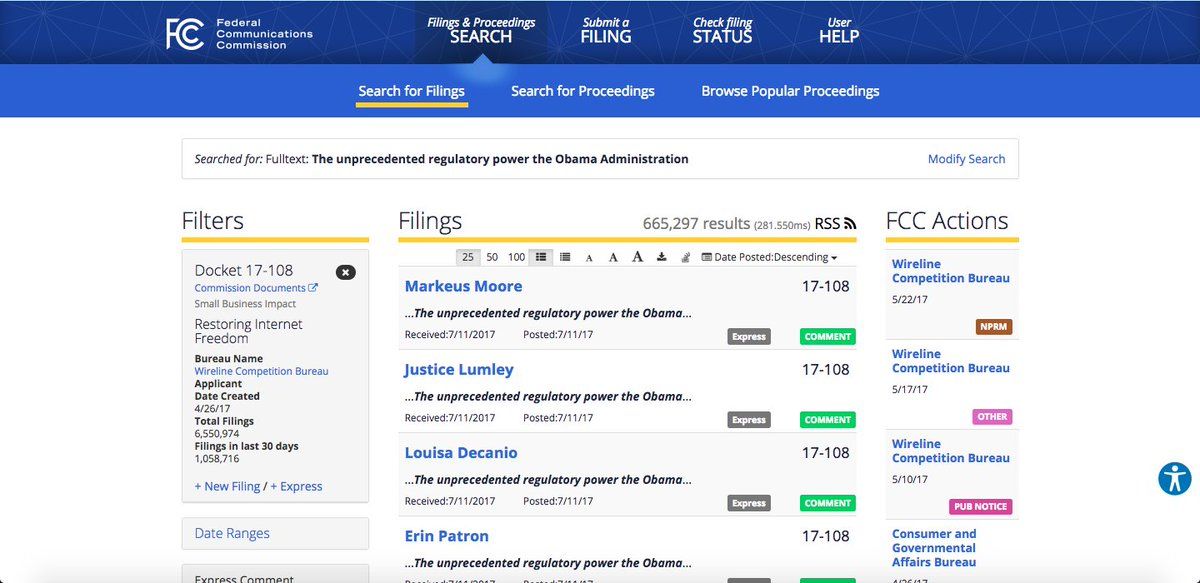 FCC
Federal
Communications
Commission
Filings & Proceedings
SEARCH
Submit a
FILING
Check filing
STATUS
User
HELP
Search for Filings
Search for Proceedings
Browse Popular Proceedings
Searched for: Fulltext: The unprecedented regulatory power the Obama Administration
Modify Search
Filters
Docket 17-108
Commission Documents
Small Business Impact
Restoring Internet
Freedom
Bureau Name
Wireline Competition Bureau
Applicant
Date Created
4/26/17
Total Filings
6,550,974
Filings in last 30 days
1,058,716
+ New Filing / + Express
Date Ranges
Express Comment
Filings
665,297 results (281.550ms) RSS
25 50 100 A A A Date Posted:Descending
Markeus Moore 17-108
...The unprecedented regulatory power the Obama...
Received:7/11/2017 Posted:7/11/17 Express COMMENT
Justice Lumley 17-108
...The unprecedented regulatory power the Obama...
Received:7/11/2017 Posted:7/11/17 Express COMMENT
Louisa Decanio 17-108
...The unprecedented regulatory power the Obama...
Received:7/11/2017 Posted:7/11/17 Express COMMENT
Erin Patron 17-108
...The unprecedented regulatory power the Obama...
FCC Actions
Wireline
Competition Bureau
5/22/17
NPRM
Wireline
Competition Bureau
5/17/17
OTHER
Wireline
Competition Bureau
5/10/17
PUB NOTICE
Consumer and
Governmental
Affairs Bureau